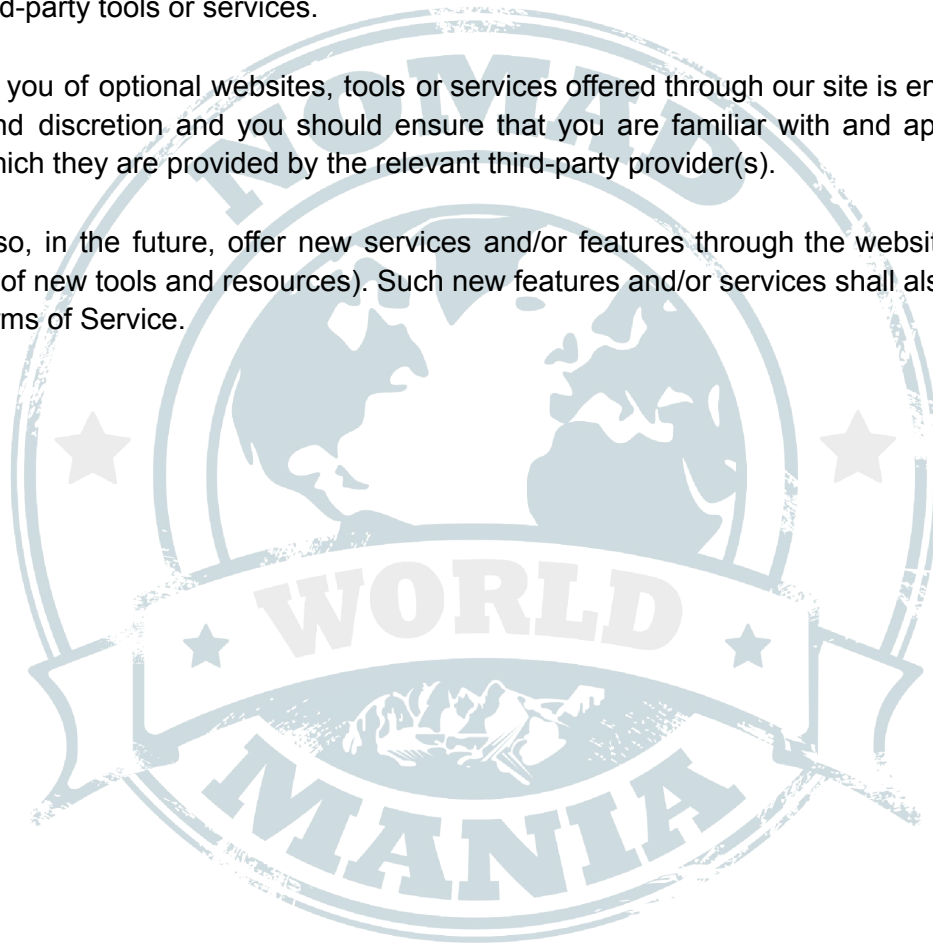 d-party tools or services.
you of optional websites, tools or services offered through our site is en
nd discretion and you should ensure that you are familiar with and ap
hich they are provided by the relevant third-party provider(s).
so, in the future, offer new services and/or features through the websit
of new tools and resources). Such new features and/or services shall als
rms of Service.
NOMAD
WORLD
MANIA